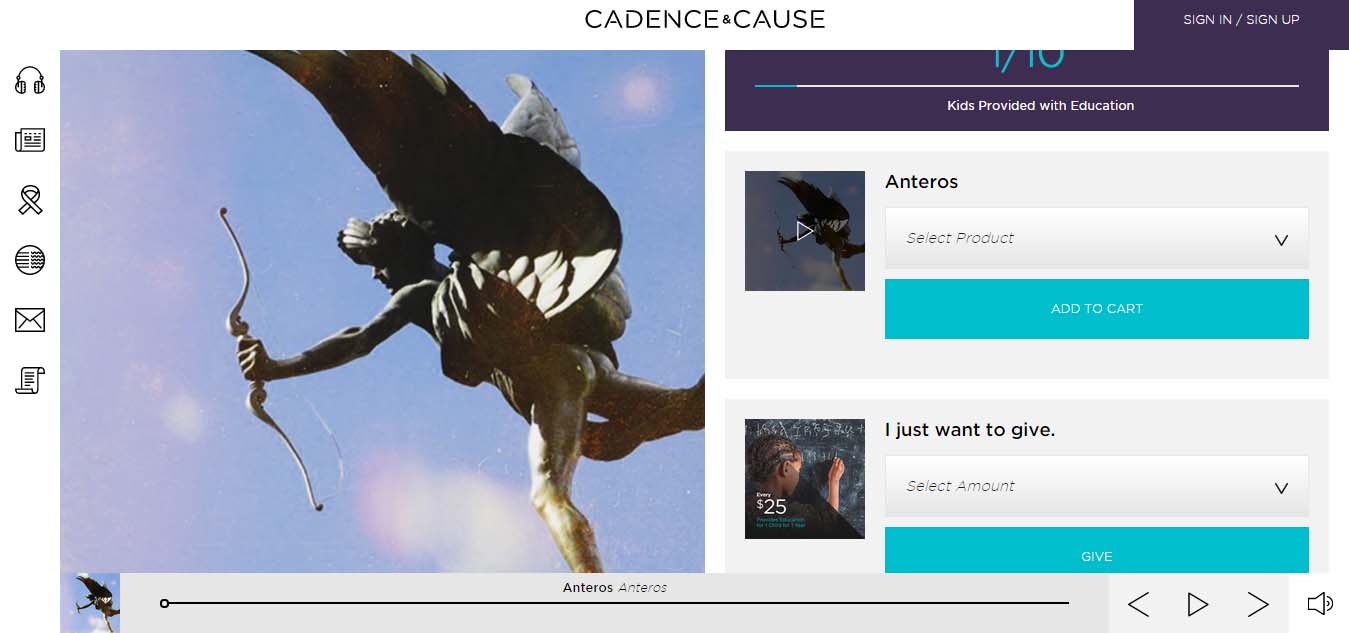 CADENCE&CAUSE
SIGN IN / SIGN UP
1/10
Kids Provided with Education
Anteros
Select Product
ADD TO CART
I just want to give.
Every
$25
Provides Education
for 1 Child for 1 Year
Select Amount
GIVE
Anteros Anteros